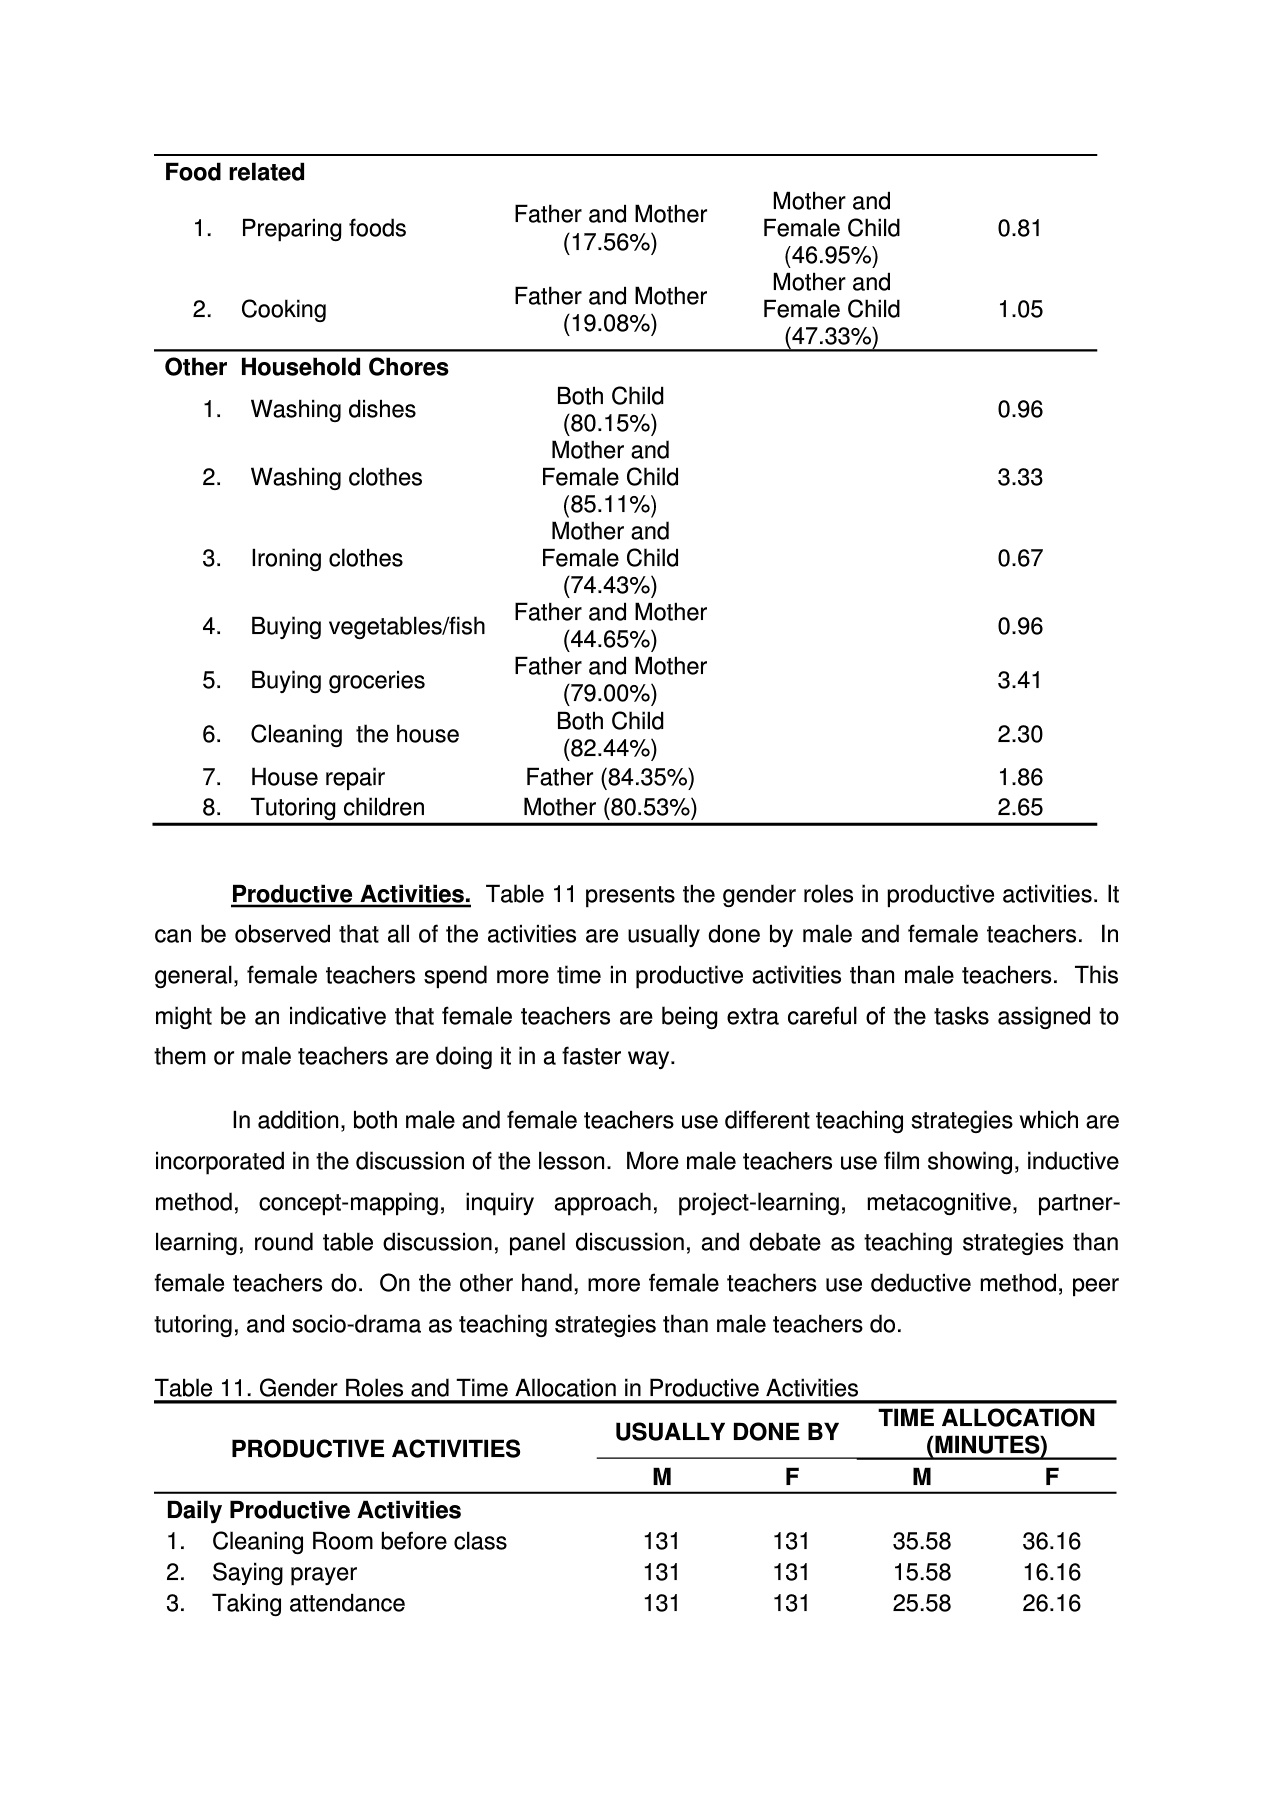 Food related
1. Preparing foods Father and Mother (17.56%) Mother and Female Child (46.95%) 0.81
2. Cooking Father and Mother (19.08%) Mother and Female Child (47.33%) 1.05
Other Household Chores
1. Washing dishes Both Child (80.15%) 0.96
2. Washing clothes Mother and Female Child (85.11%) 3.33
3. Ironing clothes Mother and Female Child (74.43%) 0.67
4. Buying vegetables/fish Father and Mother (44.65%) 0.96
5. Buying groceries Father and Mother (79.00%) 3.41
6. Cleaning the house Both Child (82.44%) 2.30
7. House repair Father (84.35%) 1.86
8. Tutoring children Mother (80.53%) 2.65
Productive Activities. Table 11 presents the gender roles in productive activities. It
can be observed that all of the activities are usually done by male and female teachers. In
general, female teachers spend more time in productive activities than male teachers. This
might be an indicative that female teachers are being extra careful of the tasks assigned to
them or male teachers are doing it in a faster way.
In addition, both male and female teachers use different teaching strategies which are
incorporated in the discussion of the lesson. More male teachers use film showing, inductive
method, concept-mapping, inquiry approach, project-learning, metacognitive, partner-
learning, round table discussion, panel discussion, and debate as teaching strategies than
female teachers do. On the other hand, more female teachers use deductive method, peer
tutoring, and socio-drama as teaching strategies than male teachers do.
Table 11. Gender Roles and Time Allocation in Productive Activities
PRODUCTIVE ACTIVITIES USUALLY DONE BY TIME ALLOCATION (MINUTES)
M F M F
Daily Productive Activities
1. Cleaning Room before class 131 131 35.58 36.16
2. Saying prayer 131 131 15.58 16.16
3. Taking attendance 131 131 25.58 26.16